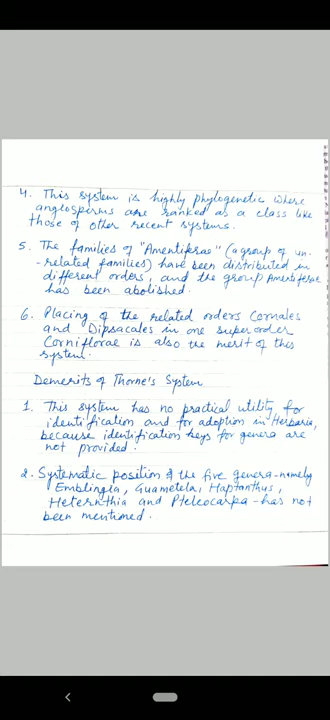 4. This system is highly phylogenetic where
angiosperms are ranked as a class like
those of other recent systems.
5. The families of "Amentiferas" (a group of un-
-related families) have been distributed in
different orders, and the group Amentiferae
has been abolished.
6. Placing of the related orders Cornales
and Dipsacales in one superorder
Corniflorae is also the merit of this
system.
Demerits of Thorne's System
1. This system has no practical utility for
identification and for adoption in Herbaria,
because identification keys for genera are
not provided.
2. Systematic position of the five genera-namely
Emblingia, Guametela, Haptanthus,
Heteranthia and Pteleocarpa - has not
been mentioned.